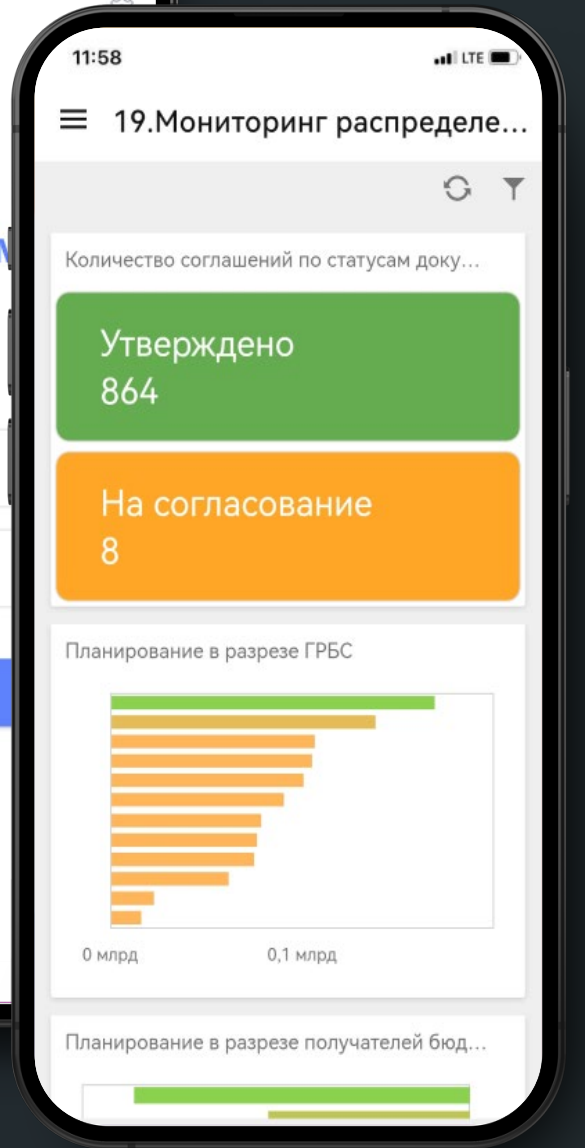 11:58
LTE
19.Мониторинг распределе...
Количество соглашений по статусам доку...
Утверждено
864
На согласование
8
Планирование в разрезе ГРБС
0 млрд 0,1 млрд
Планирование в разрезе получателей бюд...